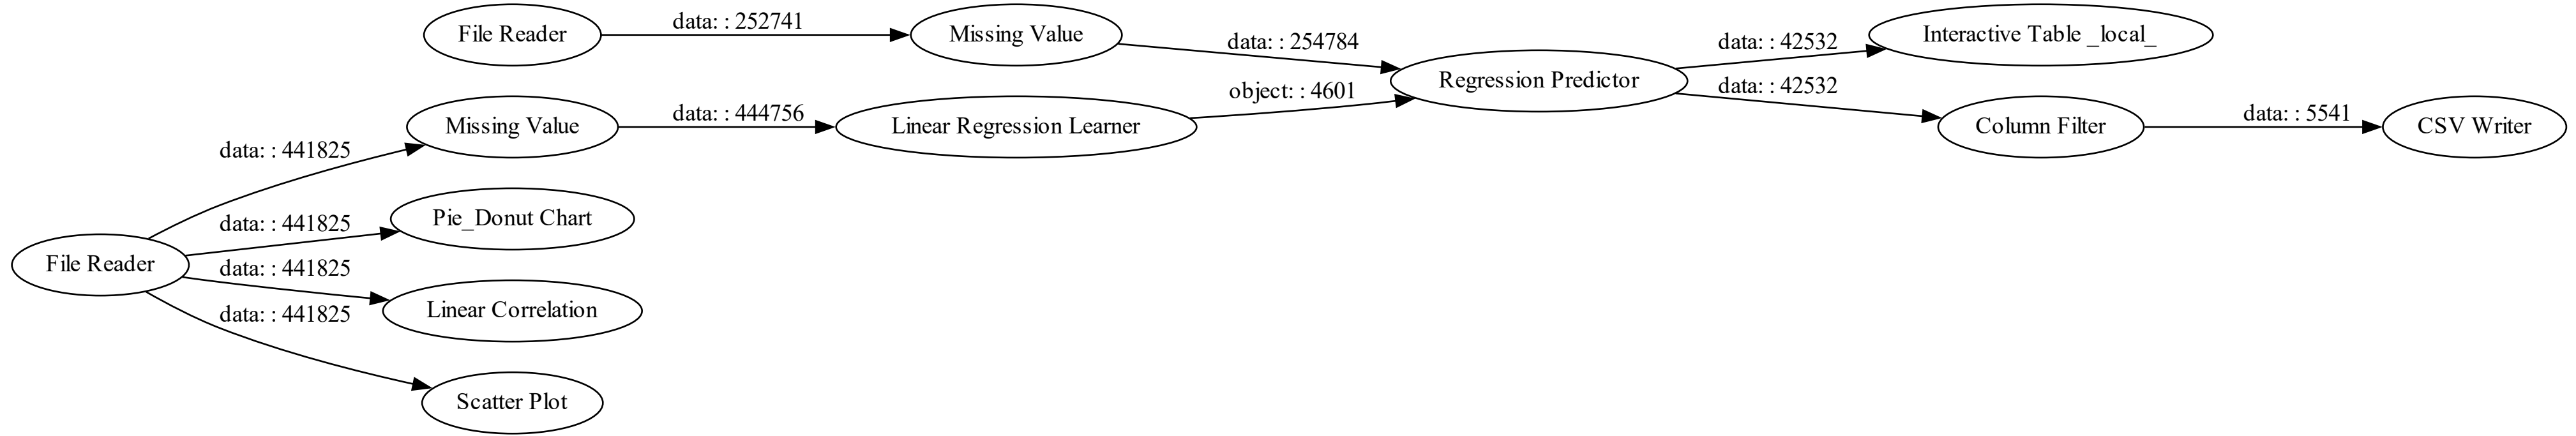 File Reader
data: : 252741
Missing Value
data: : 254784
Regression Predictor
data: : 42532
Interactive Table _local_
Missing Value
data: : 444756
Linear Regression Learner
object: : 4601
data: : 42532
Column Filter
data: : 5541
CSV Writer
data: : 441825
data: : 441825
Pie_Donut Chart
File Reader
data: : 441825
Linear Correlation
data: : 441825
Scatter Plot